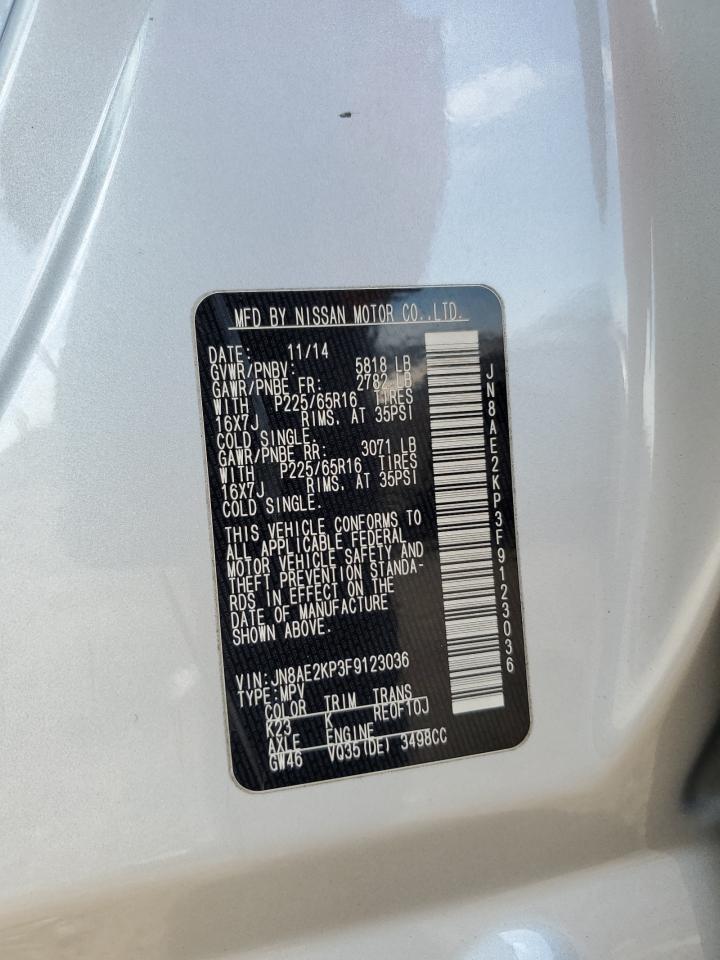 MFD BY NISSAN MOTOR CO.,LTD.
DATE: 11/14
GVWR/PNBV: 5818 LB
GAWR/PNBE FR: 2782 LB
WITH P225/65R16 TIRES
16X7J RIMS, AT 35PSI
COLD SINGLE.
GAWR/PNBE RR: 3071 LB
WITH P225/65R16 TIRES
16X7J RIMS, AT 35PSI
COLD SINGLE.
THIS VEHICLE CONFORMS TO
ALL APPLICABLE FEDERAL
MOTOR VEHICLE SAFETY AND
THEFT PREVENTION STANDA-
RDS IN EFFECT ON THE
DATE OF MANUFACTURE
SHOWN ABOVE.
VIN: JN8AE2KP3F9123036
TYPE: MPV
COLOR TRIM TRANS
K23 K RE0F10J
AXLE ENGINE
GW46 VQ35(DE) 3498CC
JN8AE2KP3F9123036